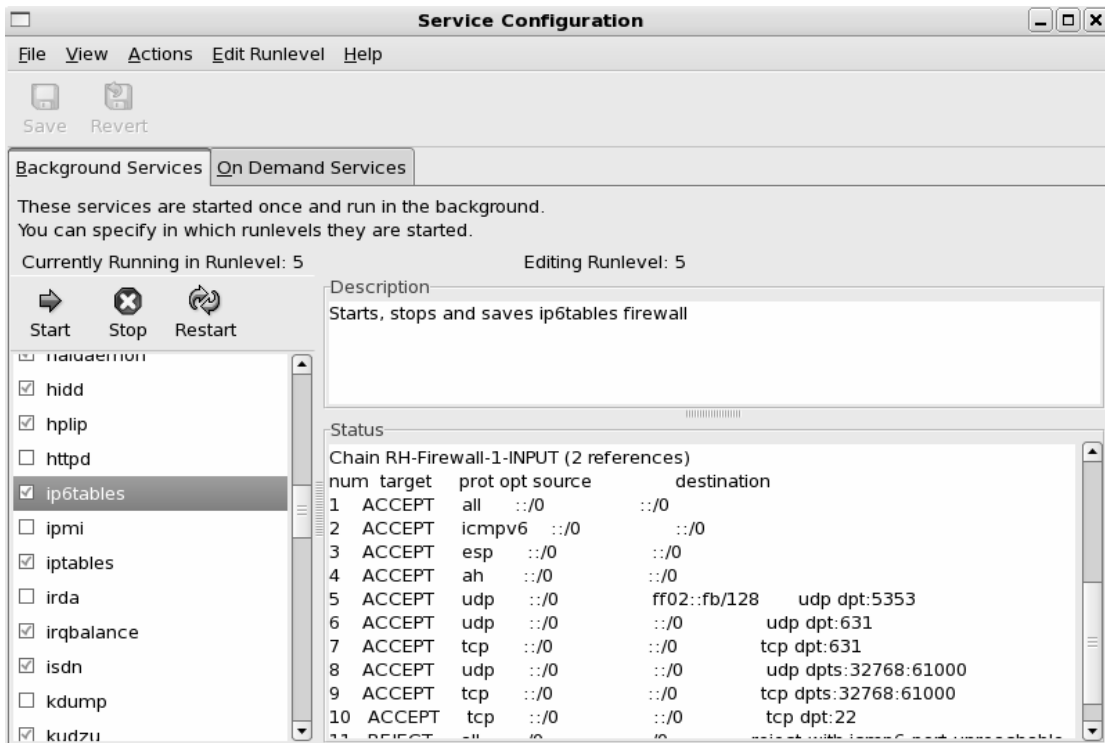 Service Configuration
File View Actions Edit Runlevel Help
Save Revert
Background Services On Demand Services
These services are started once and run in the background.
You can specify in which runlevels they are started.
Currently Running in Runlevel: 5 Editing Runlevel: 5
Start Stop Restart
haldaemon
hidd
hplip
httpd
ip6tables
ipmi
iptables
irda
irqbalance
isdn
kdump
kudzu
Description
Starts, stops and saves ip6tables firewall
Status
Chain RH-Firewall-1-INPUT (2 references)
num target prot opt source destination
1 ACCEPT all ::/0 ::/0
2 ACCEPT icmpv6 ::/0 ::/0
3 ACCEPT esp ::/0 ::/0
4 ACCEPT ah ::/0 ::/0
5 ACCEPT udp ::/0 ff02::fb/128 udp dpt:5353
6 ACCEPT udp ::/0 ::/0 udp dpt:631
7 ACCEPT tcp ::/0 ::/0 tcp dpt:631
8 ACCEPT udp ::/0 ::/0 udp dpts:32768:61000
9 ACCEPT tcp ::/0 ::/0 tcp dpts:32768:61000
10 ACCEPT tcp ::/0 ::/0 tcp dpt:22